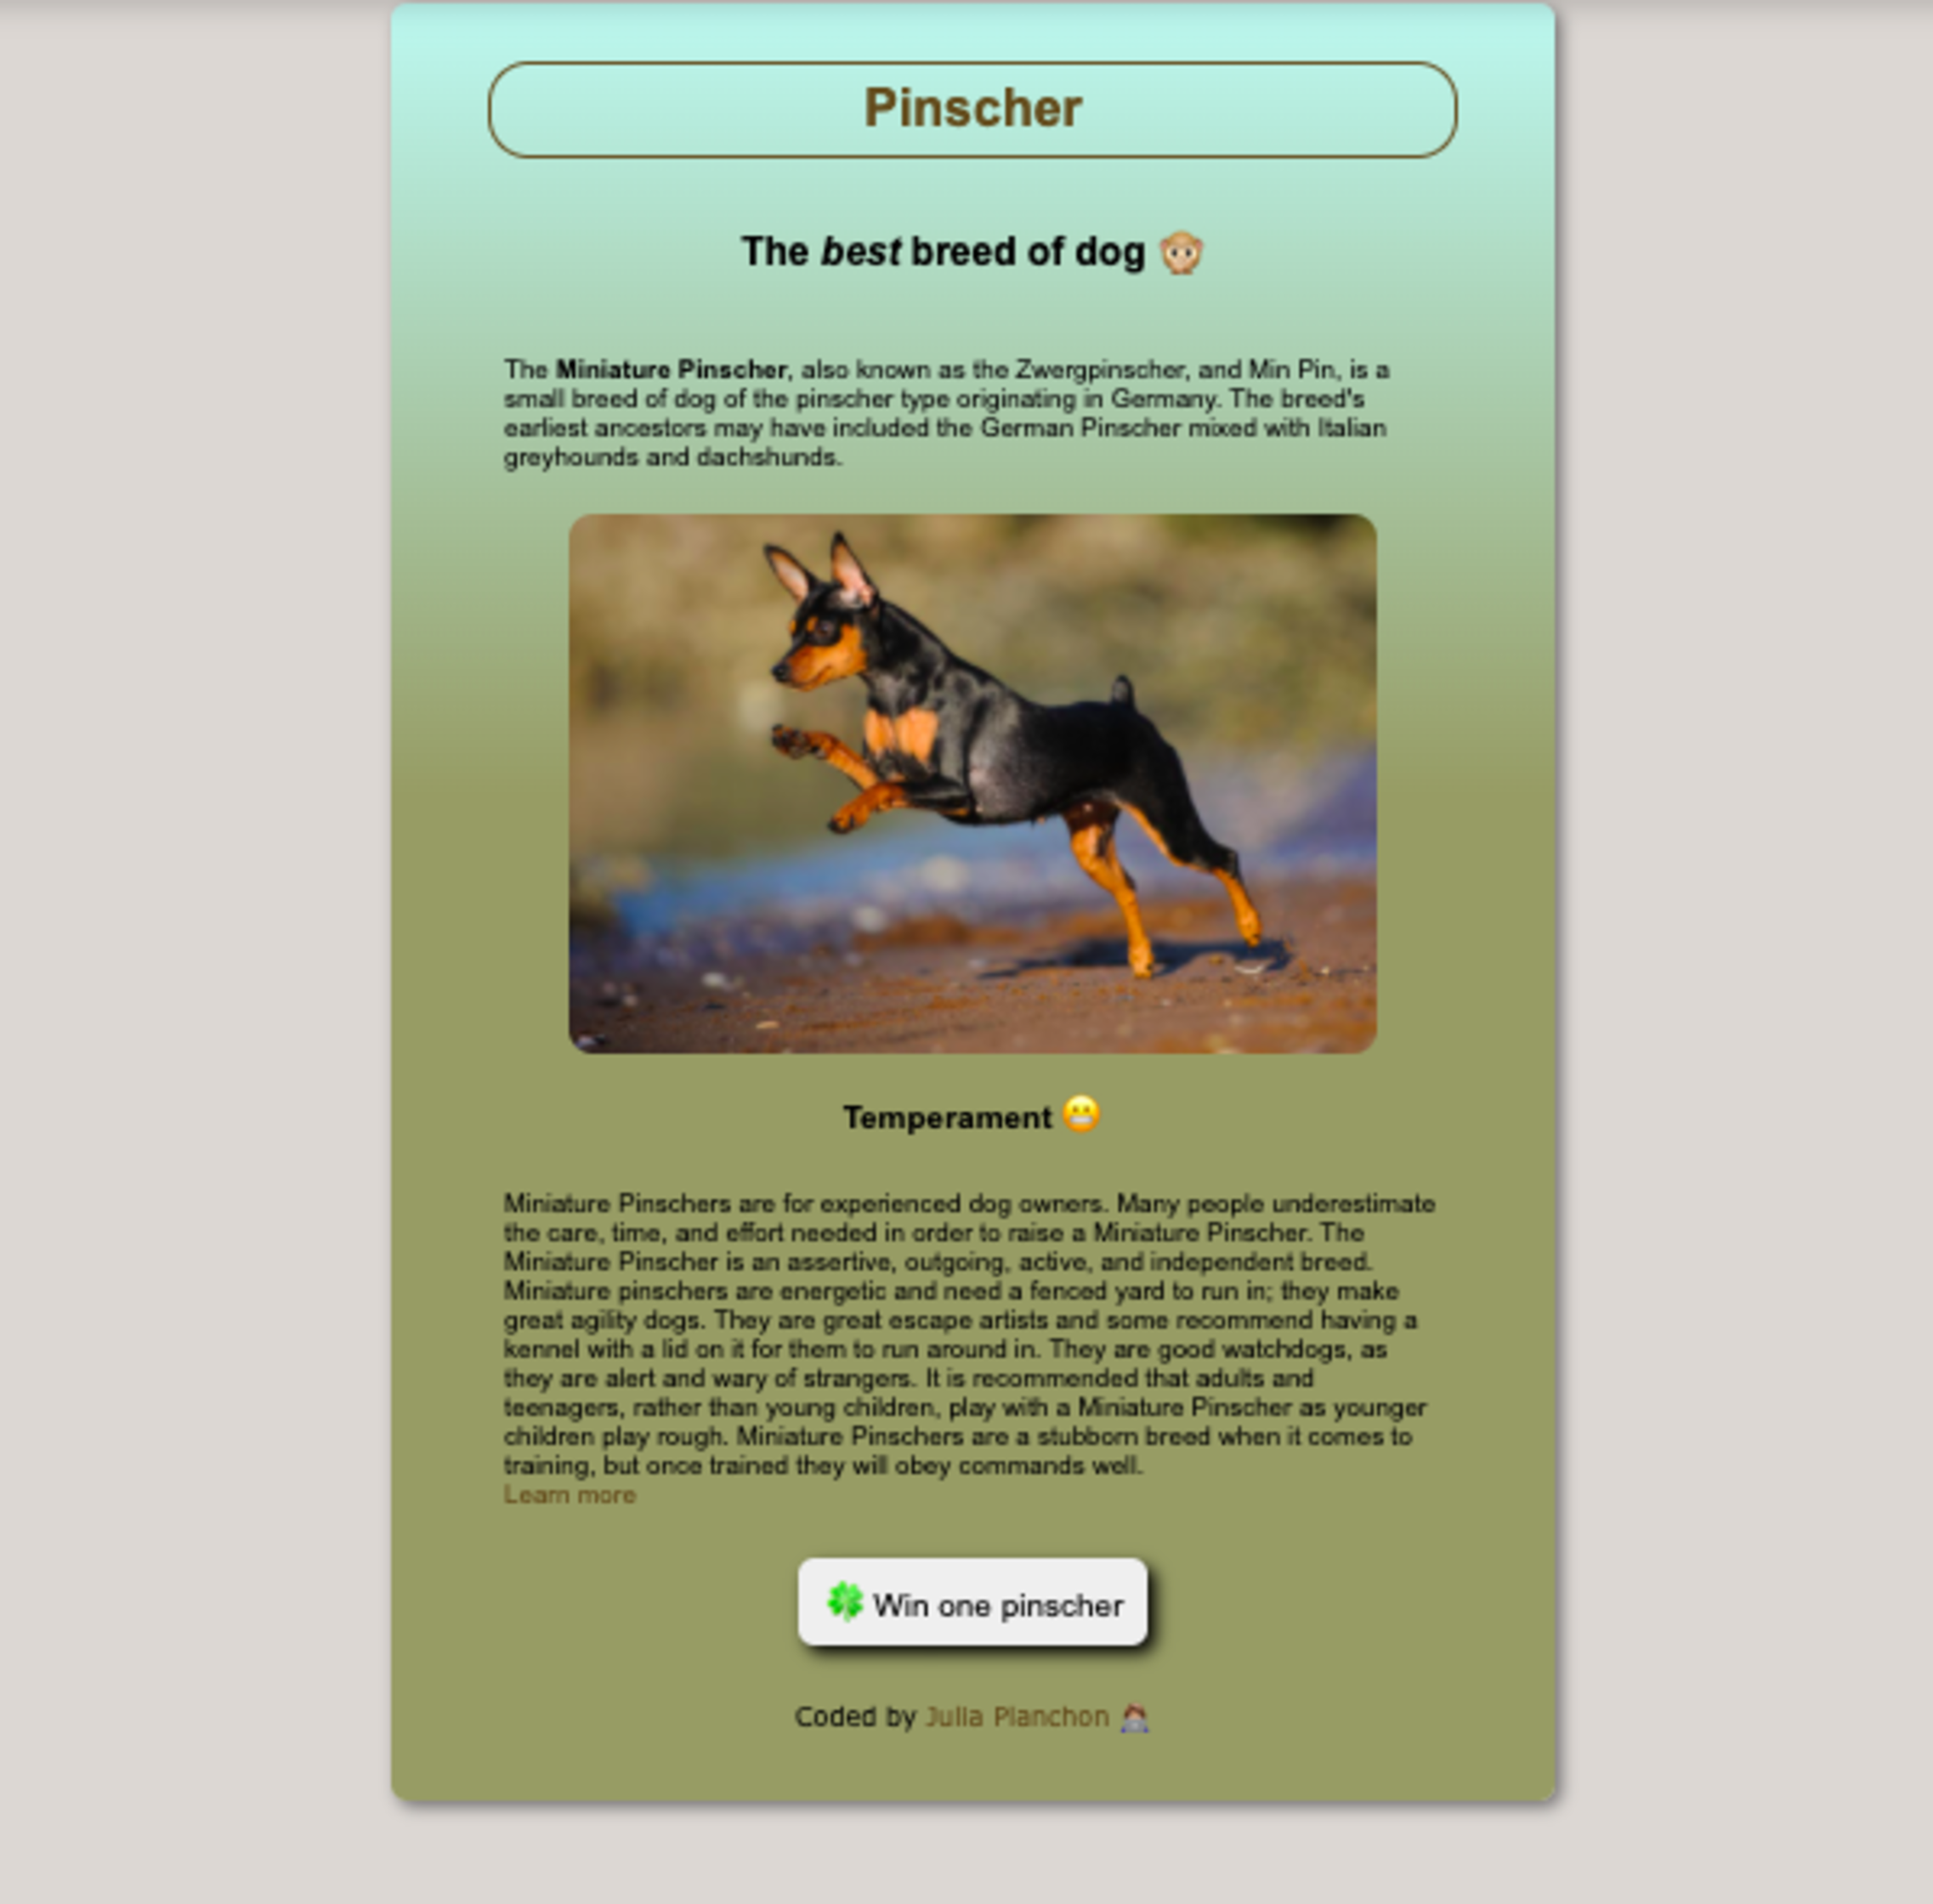 Pinscher
The best breed of dog 🐵
The Miniature Pinscher, also known as the Zwergpinscher, and Min Pin, is a
small breed of dog of the pinscher type originating in Germany. The breed's
earliest ancestors may have included the German Pinscher mixed with Italian
greyhounds and dachshunds.
Temperament 😬
Miniature Pinschers are for experienced dog owners. Many people underestimate
the care, time, and effort needed in order to raise a Miniature Pinscher. The
Miniature Pinscher is an assertive, outgoing, active, and independent breed.
Miniature pinschers are energetic and need a fenced yard to run in; they make
great agility dogs. They are great escape artists and some recommend having a
kennel with a lid on it for them to run around in. They are good watchdogs, as
they are alert and wary of strangers. It is recommended that adults and
teenagers, rather than young children, play with a Miniature Pinscher as younger
children play rough. Miniature Pinschers are a stubborn breed when it comes to
training, but once trained they will obey commands well.
Learn more
🍀 Win one pinscher
Coded by Julia Planchon 👩‍💻